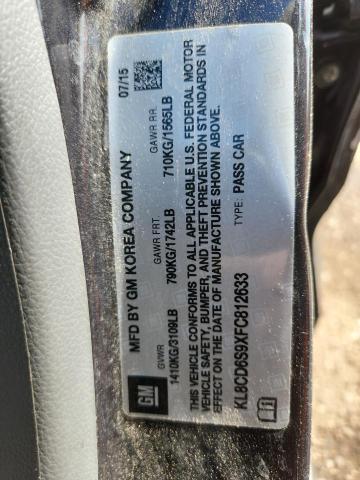 MFD BY GM KOREA COMPANY 07/15
GVWR GAWR FRT. GAWR RR.
1410KG/3109LB 790KG/1742LB 710KG/1565LB
THIS VEHICLE CONFORMS TO ALL APPLICABLE U.S. FEDERAL MOTOR
VEHICLE SAFETY, BUMPER, AND THEFT PREVENTION STANDARDS IN
EFFECT ON THE DATE OF MANUFACTURE SHOWN ABOVE.
KL8CD6S9XFC812633 TYPE: PASS CAR
GM